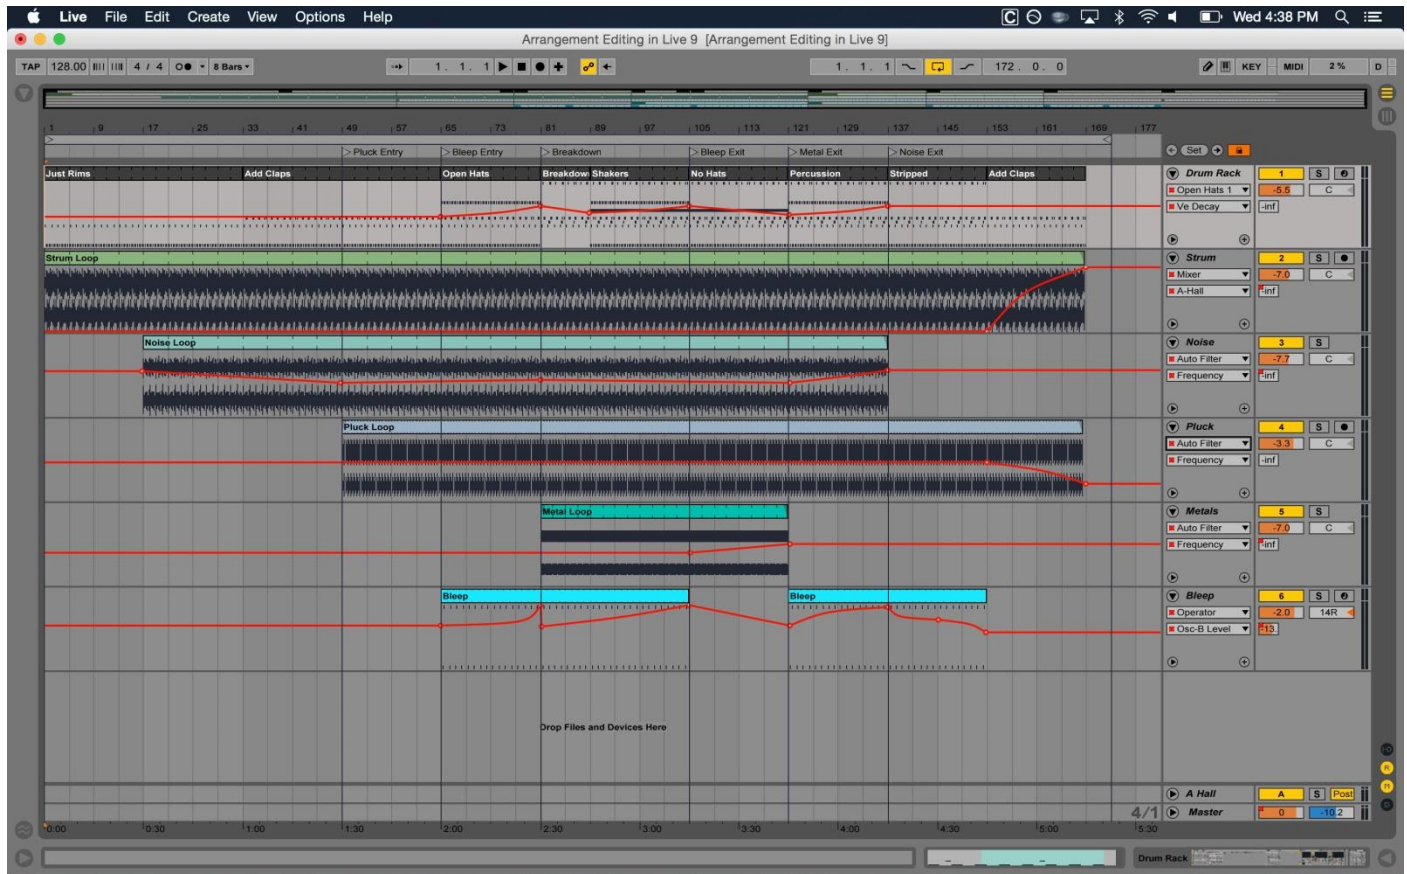 Live File Edit Create View Options Help Wed 4:38 PM
Arrangement Editing in Live 9 [Arrangement Editing in Live 9]
TAP 128.00 4 / 4 8 Bars 1. 1. 1 1. 1. 1 172. 0. 0 KEY MIDI 2 % D
1 9 17 25 33 41 49 57 65 73 81 89 97 105 113 121 129 137 145 153 161 169 177
Pluck Entry Bleep Entry Breakdown Bleep Exit Metal Exit Noise Exit Set
Just Rims Add Claps Open Hats Breakdow Shakers No Hats Percussion Stripped Add Claps Drum Rack 1 S
Open Hats 1 -5.5 C
Ve Decay -inf
Strum Loop Strum 2 S
Mixer -7.0 C
A-Hall -inf
Noise Loop Noise 3 S
Auto Filter -7.7 C
Frequency -inf
Pluck Loop Pluck 4 S
Auto Filter -3.3 C
Frequency -inf
Metal Loop Metals 5 S
Auto Filter -7.0 C
Frequency -inf
Bleep Bleep Bleep 6 S
Operator -2.0 14R
Osc-B Level -13.
Drop Files and Devices Here
A Hall A S Post
4/1 Master 0 -10.2
0:00 0:30 1:00 1:30 2:00 2:30 3:00 3:30 4:00 4:30 5:00 5:30
Drum Rack